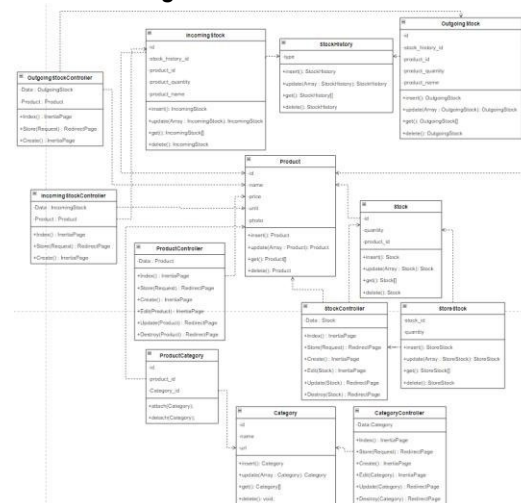 IncomingStock
-id
-stock_history_id
-product_id
-product_quantity
-product_name
+insert(): IncomingStock
+update(Array : IncomingStock): IncomingStock
+get(): IncomingStock[]
+delete(): IncomingStock
StockHistory
-type
+insert(): StockHistory
+update(Array : StockHistory): StockHistory
+get(): StockHistory[]
+delete(): StockHistory
OutgoingStock
-id
-stock_history_id
-product_id
-product_quantity
-product_name
+insert(): OutgoingStock
+update(Array : OutgoingStock): OutgoingStock
+get(): OutgoingStock[]
+delete(): OutgoingStock
OutgoingStockController
-Data : OutgoingStock
-Product : Product
+Index() : InertiaPage
+Store(Request) : RedirectPage
+Create() : InertiaPage
IncomingStockController
-Data : IncomingStock
-Product : Product
+Index() : InertiaPage
+Store(Request) : RedirectPage
+Create() : InertiaPage
Product
-id
-name
-price
-unit
-photo
+insert(): Product
+update(Array : Product): Product
+get(): Product[]
+delete(): Product
Stock
-id
-quantity
-product_id
+insert(): Stock
+update(Array : Stock): Stock
+get(): Stock[]
+delete(): Stock
ProductController
-Data : Product
+Index() : InertiaPage
+Store(Request) : RedirectPage
+Create() : InertiaPage
+Edit(Product) : InertiaPage
+Update(Product) : RedirectPage
+Destroy(Product) : RedirectPage
StockController
-Data : Stock
+Index() : InertiaPage
+Store(Request) : RedirectPage
+Create() : InertiaPage
+Edit(Stock) : InertiaPage
+Update(Stock) : RedirectPage
+Destroy(Stock) : RedirectPage
StoreStock
-stock_id
-quantity
+insert(): StoreStock
+update(Array : StoreStock): StoreStock
+get(): StoreStock[]
+delete(): StoreStock
ProductCategory
-id
-product_id
-Category_id
+attach(Category)
+detach(Category)
Category
-id
-name
-url
+insert(): Category
+update(Array : Category): Category
+get(): Category[]
+delete(): void
CategoryController
-Data:Category
+Index() : InertiaPage
+Store(Request) : RedirectPage
+Create() : InertiaPage
+Edit(Category) : InertiaPage
+Update(Category) : RedirectPage
+Destroy(Category) : RedirectPage